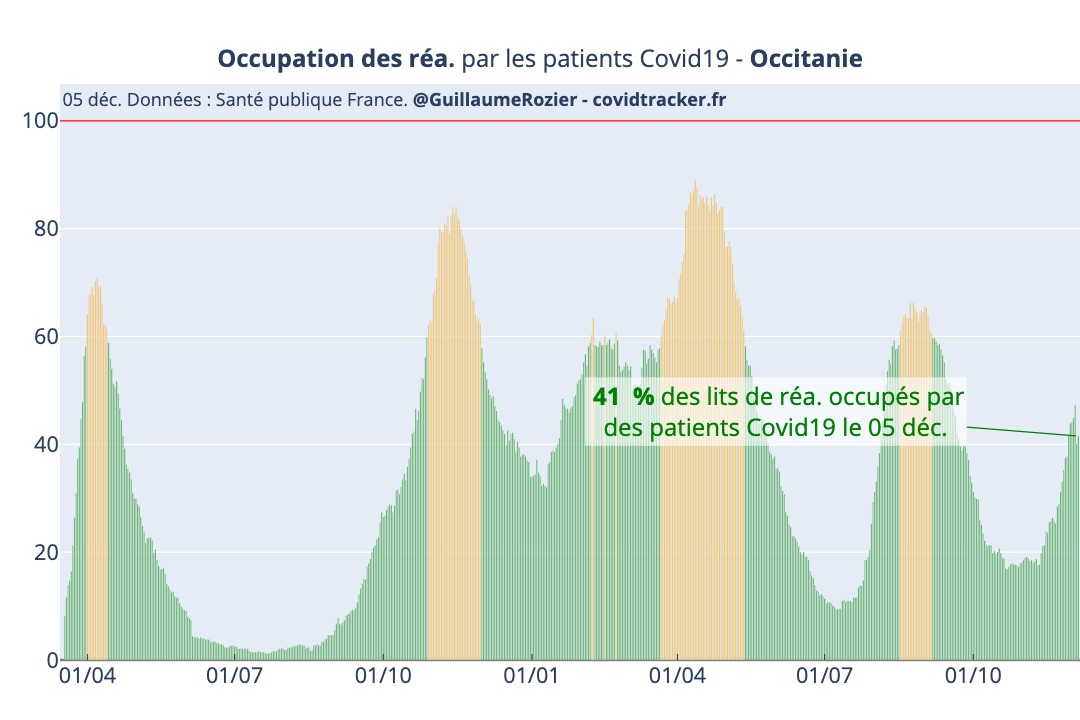 Occupation des réa. par les patients Covid19 - Occitanie
05 déc. Données : Santé publique France. @GuillaumeRozier - covidtracker.fr
100
80
60
41 % des lits de réa. occupés par
des patients Covid19 le 05 déc.
40
20
0
01/04 01/07 01/10 01/01 01/04 01/07 01/10